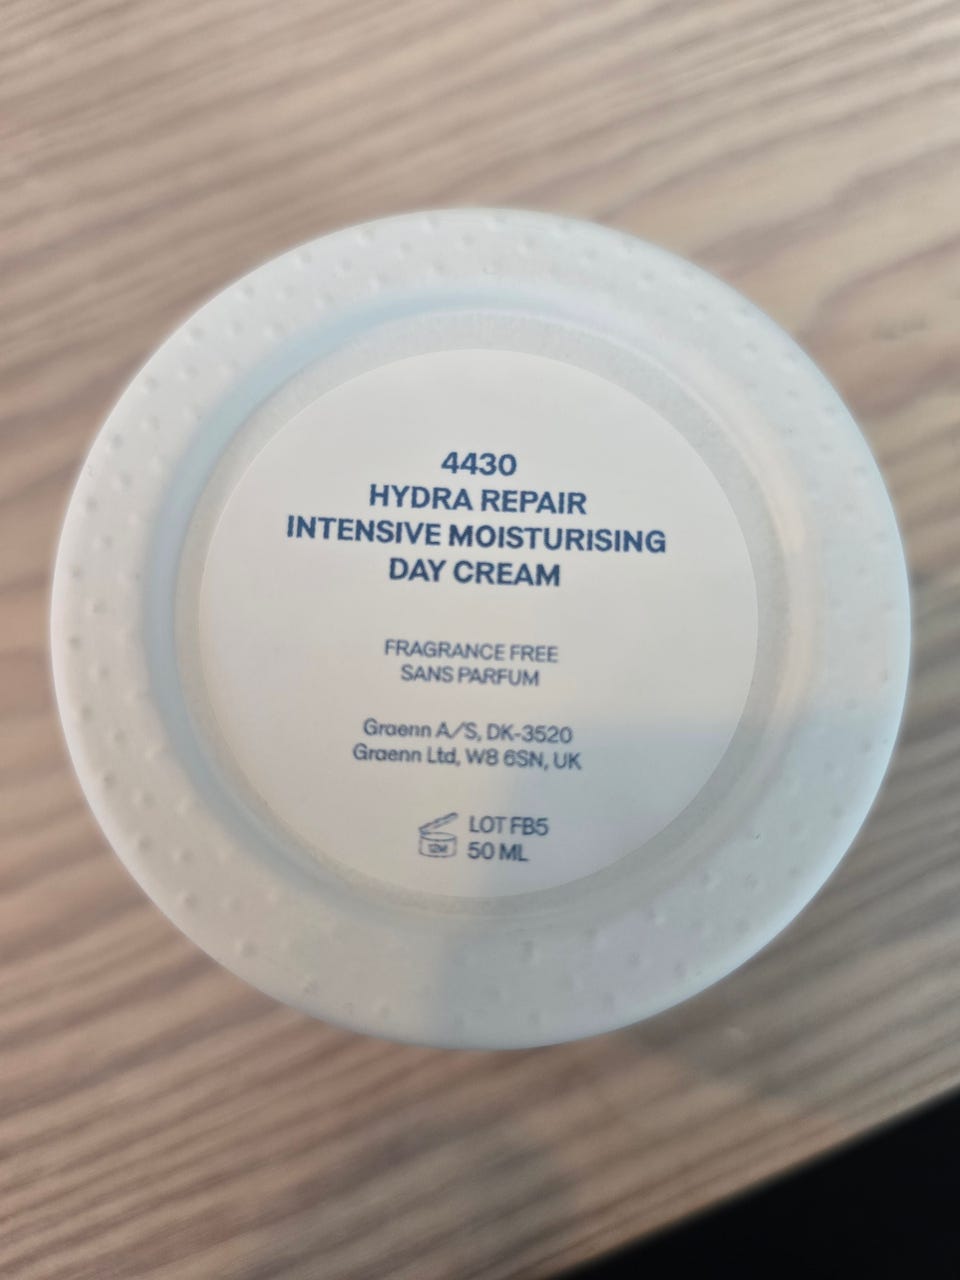 4430
HYDRA REPAIR
INTENSIVE MOISTURISING
DAY CREAM
FRAGRANCE FREE
SANS PARFUM
Graenn A/S, DK-3520
Graenn Ltd, W8 6SN, UK
12M
LOT FB5
50 ML